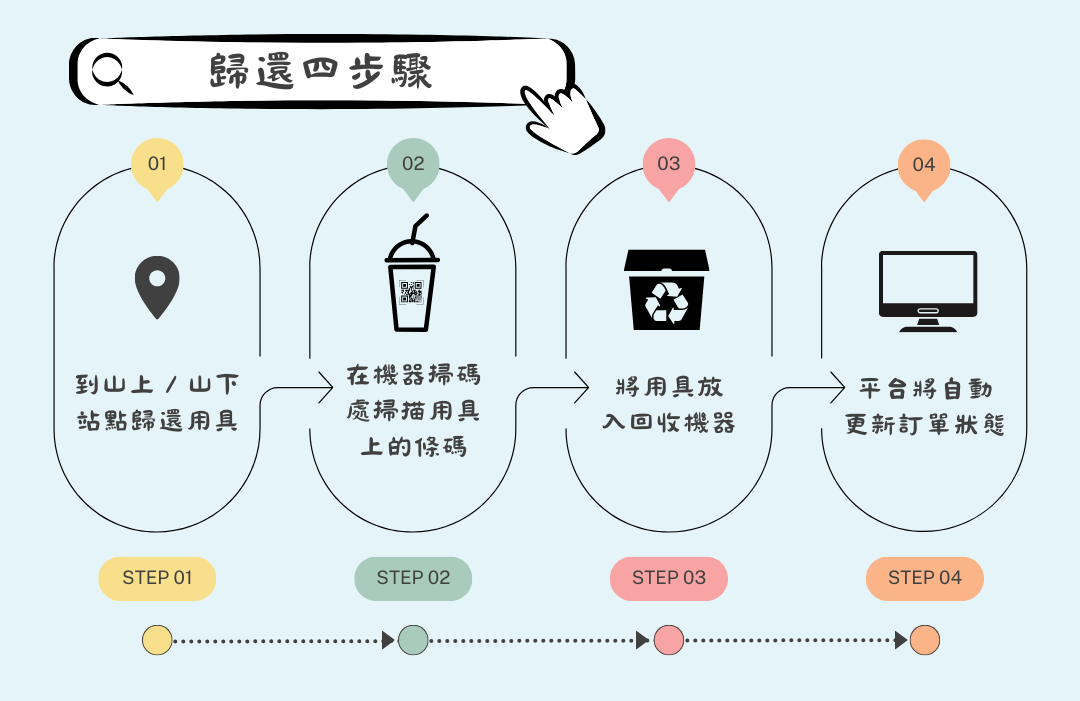 歸還四步驟
01
到山上 / 山下
站點歸還用具
02
在機器掃碼
處掃描用具
上的條碼
03
將用具放
入回收機器
04
平台將自動
更新訂單狀態
STEP 01
STEP 02
STEP 03
STEP 04